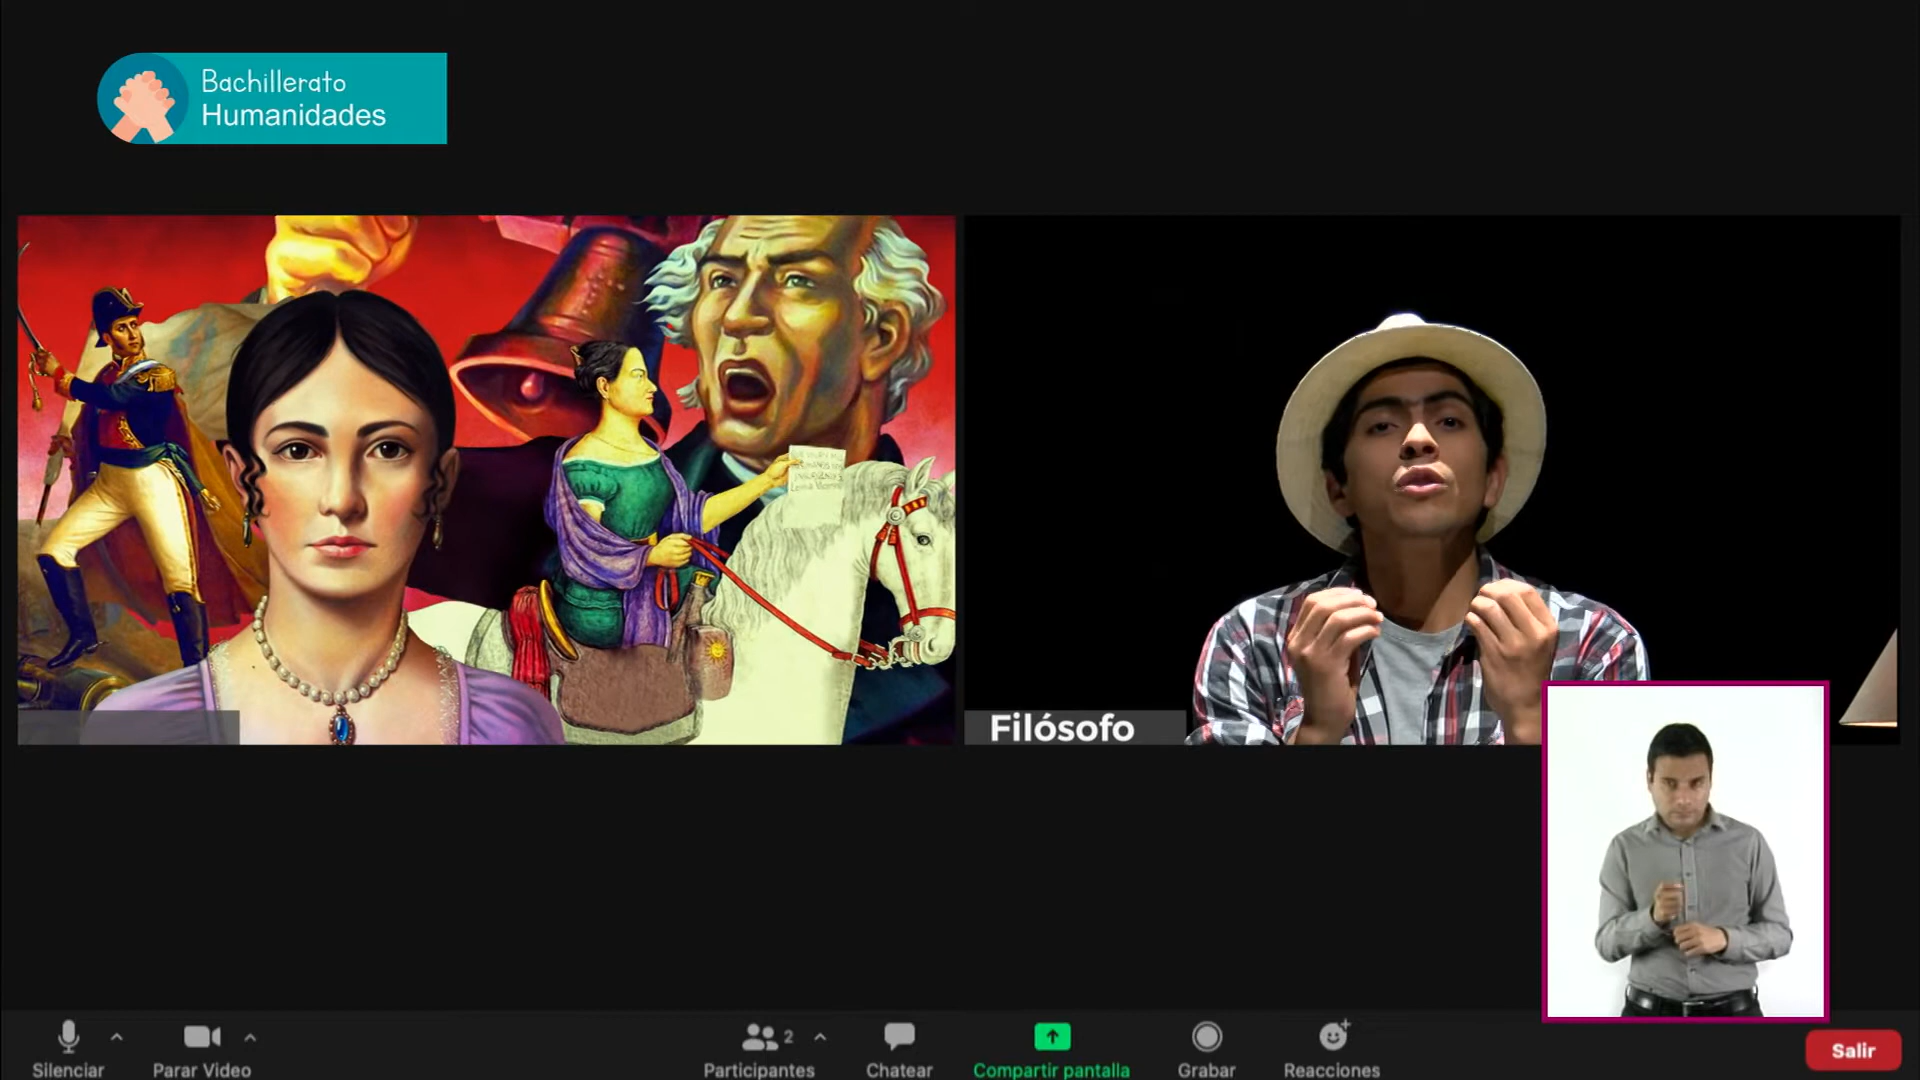 Bachillerato
Humanidades
Filósofo
Silenciar
Parar Video
2
Participantes
Chatear
Compartir pantalla
Grabar
Reacciones
Salir